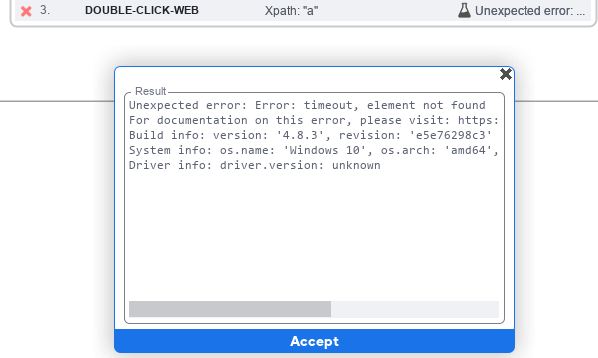 3. DOUBLE-CLICK-WEB Xpath: "a" Unexpected error: ...
Result
Unexpected error: Error: timeout, element not found
For documentation on this error, please visit: https:
Build info: version: '4.8.3', revision: 'e5e76298c3'
System info: os.name: 'Windows 10', os.arch: 'amd64',
Driver info: driver.version: unknown
Accept